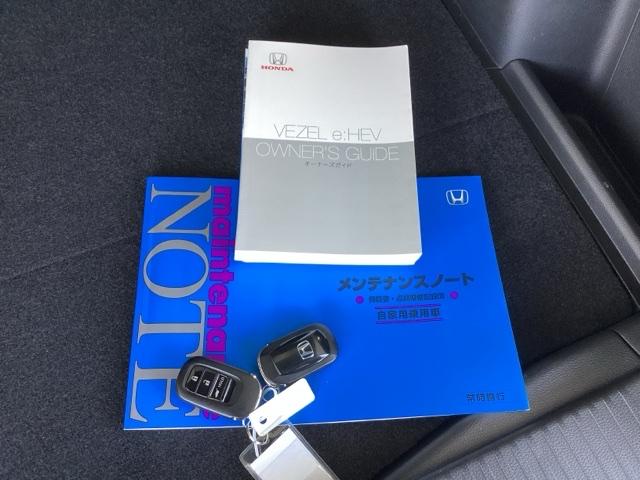 HONDA
VEZEL e:HEV
OWNER'S GUIDE
オーナーズガイド
maintenance
NOTE
メンテナンスノート
自家用乗用車